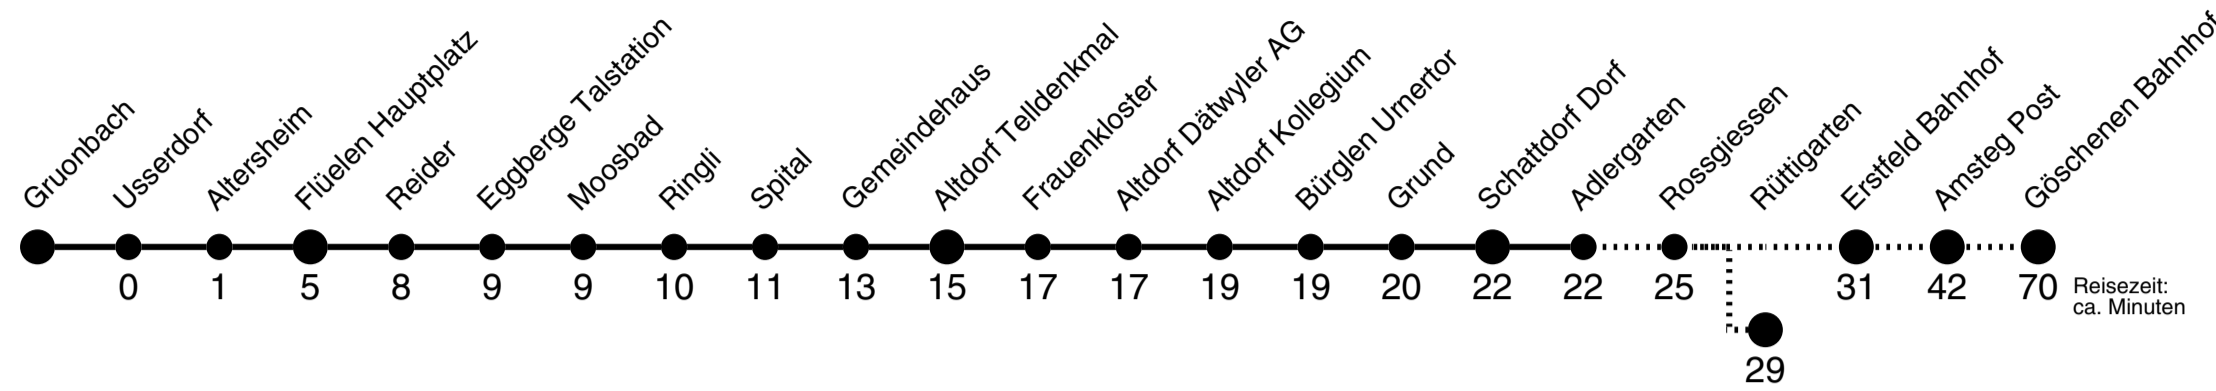 Gruonbach
Usserdorf
Altersheim
Flüelen Hauptplatz
Reider
Eggberge Talstation
Moosbad
Ringli
Spital
Gemeindehaus
Altdorf Telldenkmal
Frauenkloster
Altdorf Dätwyler AG
Altdorf Kollegium
Bürglen Urnertor
Grund
Schattdorf Dorf
Adlergarten
Rossgiessen
Rüttigarten
Erstfeld Bahnhof
Amsteg Post
Göschenen Bahnhof
0 1 5 8 9 9 10 11 13 15 17 17 19 19 20 22 22 25 31 42 70
Reisezeit:
ca. Minuten
29